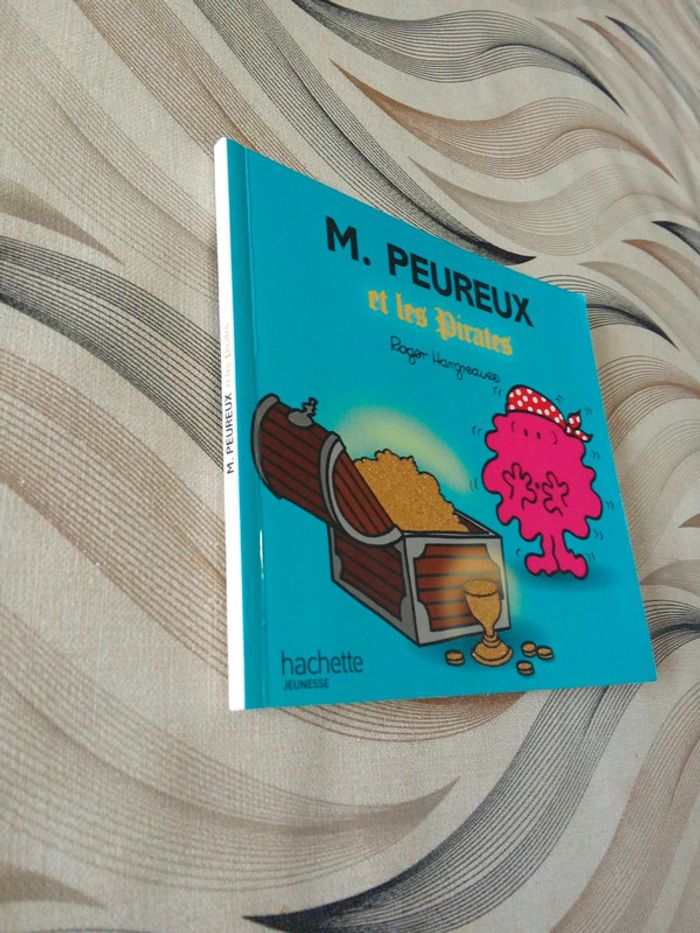 M. PEUREUX
et les Pirates
Roger Hargreaves
hachette
JEUNESSE
M. PEUREUX et les Pirates